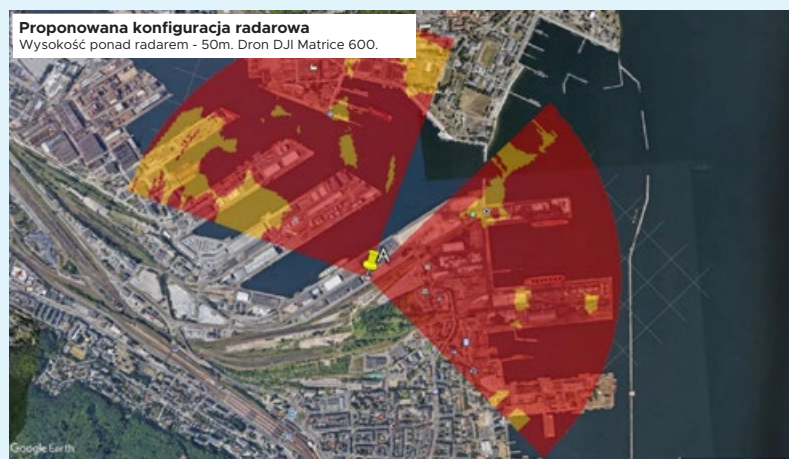 Proponowana konfiguracja radarowa
Wysokość ponad radarem - 50m. Dron DJI Matrice 600.
A
Google Earth